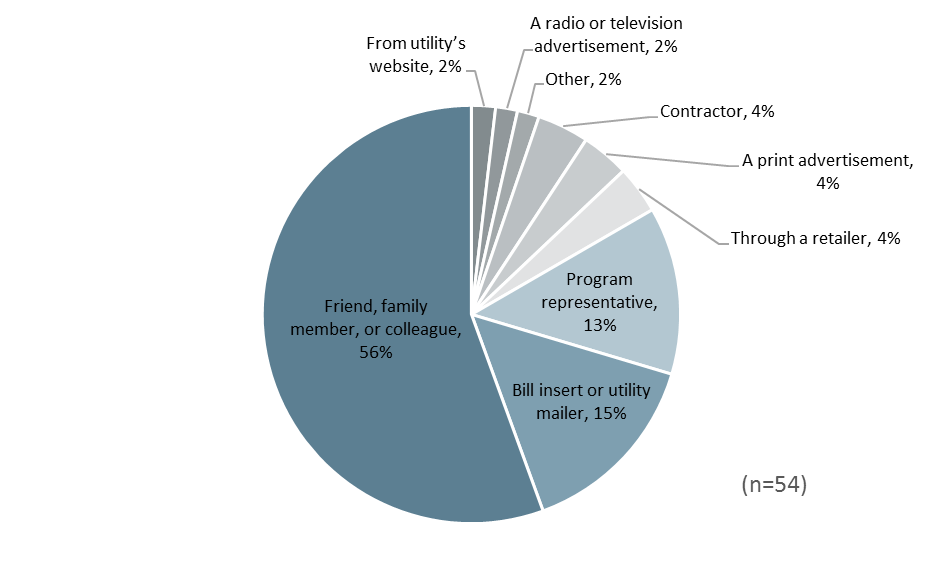 From utility’s
website, 2%
A radio or television
advertisement, 2%
Other, 2%
Contractor, 4%
A print advertisement,
4%
Through a retailer, 4%
Program
representative,
13%
Bill insert or utility
mailer, 15%
Friend, family
member, or colleague,
56%
(n=54)